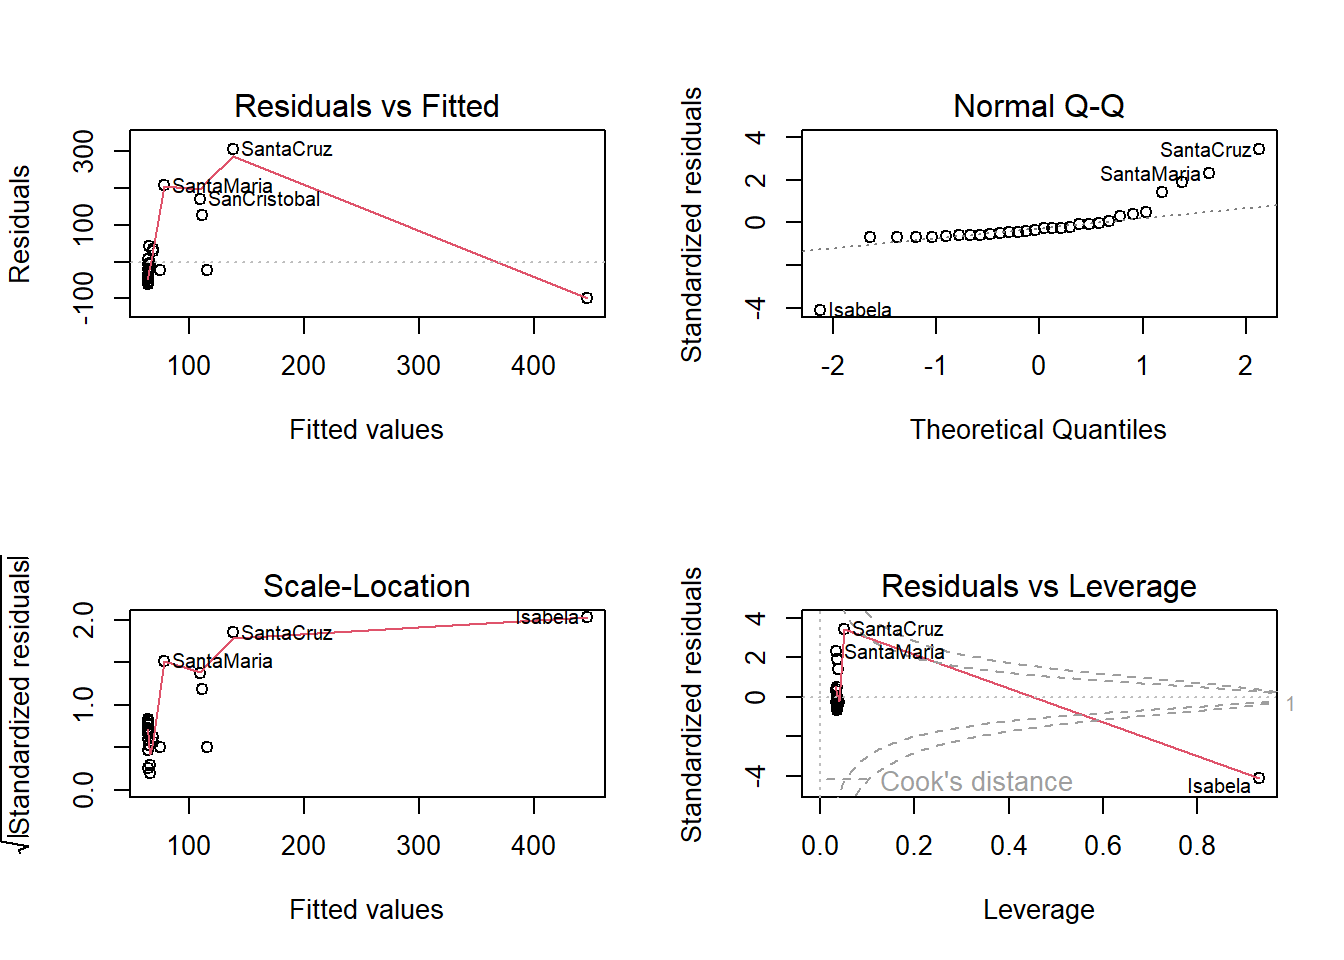 Residuals vs Fitted
Residuals
300
100
-100
SantaCruz
SantaMaria
SanCristobal
100 200 300 400
Fitted values
Normal Q-Q
Standardized residuals
4
2
0
-4
SantaCruz
SantaMaria
Isabela
-2 -1 0 1 2
Theoretical Quantiles
Scale-Location
√|Standardized residuals|
2.0
1.0
0.0
Isabela
SantaCruz
SantaMaria
100 200 300 400
Fitted values
Residuals vs Leverage
Standardized residuals
4
2
0
-4
SantaCruz
SantaMaria
1
Cook's distance
Isabela
0.0 0.2 0.4 0.6 0.8
Leverage